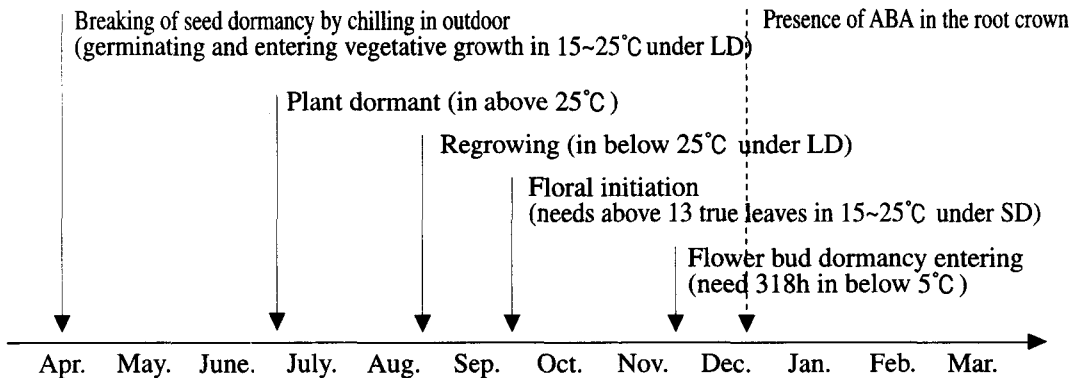 Breaking of seed dormancy by chilling in outdoor
(germinating and entering vegetative growth in 15~25℃ under LD)
Presence of ABA in the root crown
Plant dormant (in above 25℃)
Regrowing (in below 25℃ under LD)
Floral initiation
(needs above 13 true leaves in 15~25℃ under SD)
Flower bud dormancy entering
(need 318h in below 5℃)
Apr. May. June. July. Aug. Sep. Oct. Nov. Dec. Jan. Feb. Mar.